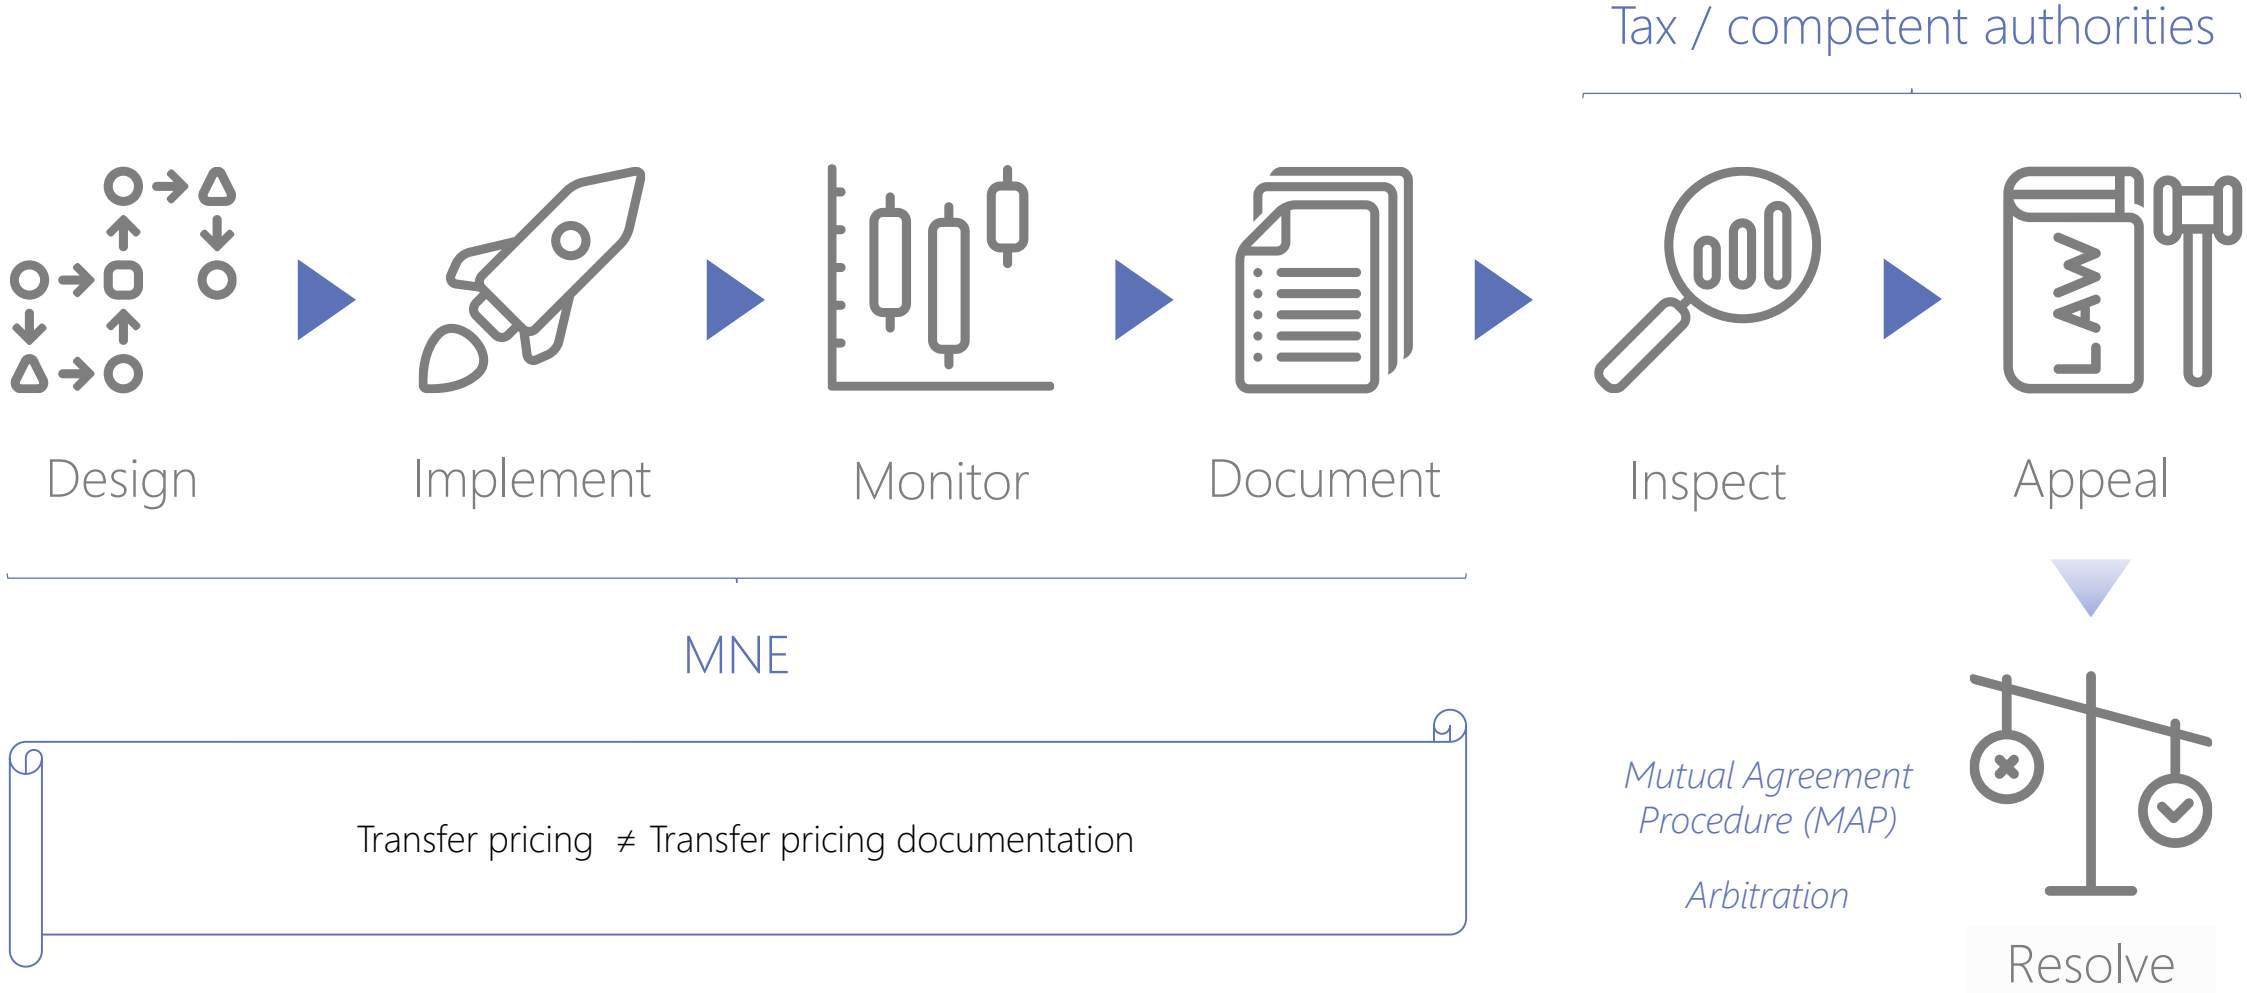 Tax / competent authorities
LAW
Design
Implement
Monitor
Document
Inspect
Appeal
MNE
Transfer pricing ≠ Transfer pricing documentation
Mutual Agreement
Procedure (MAP)
Arbitration
Resolve